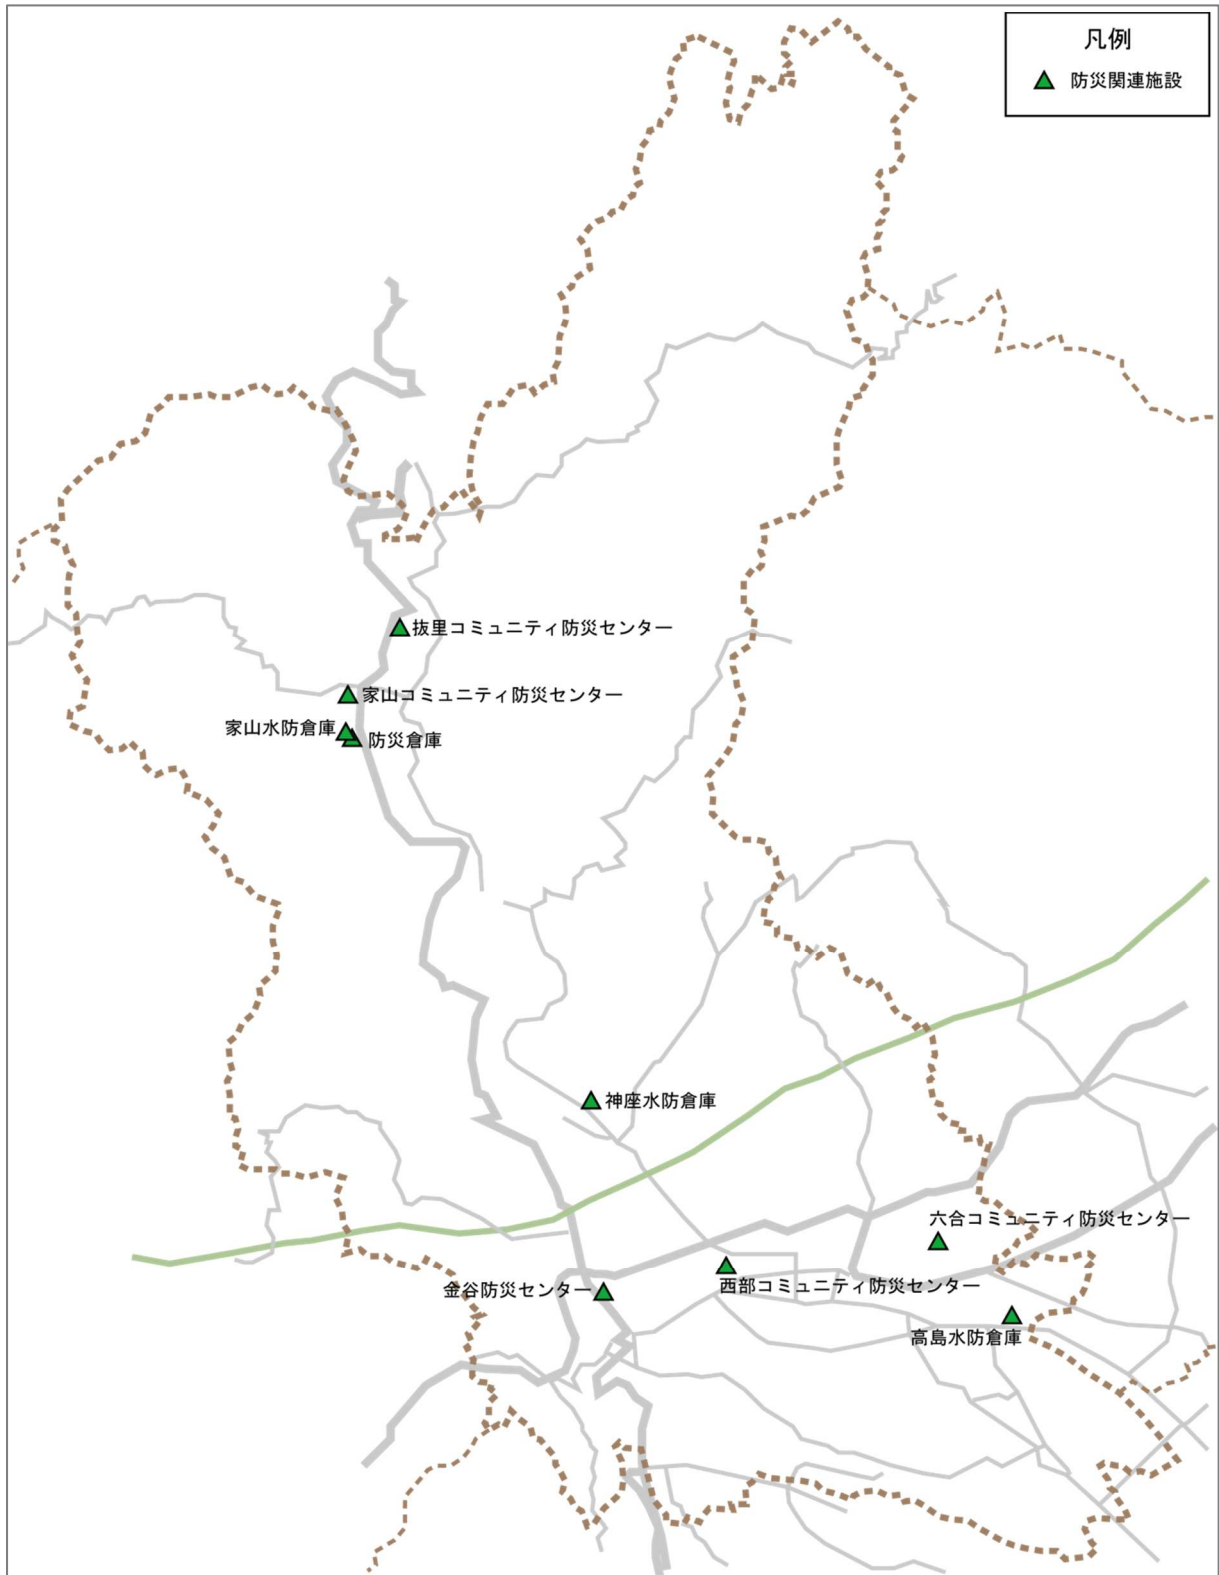 凡例
防災関連施設
抜里コミュニティ防災センター
家山コミュニティ防災センター
家山水防倉庫
防災倉庫
神座水防倉庫
六合コミュニティ防災センター
西部コミュニティ防災センター
金谷防災センター
高島水防倉庫